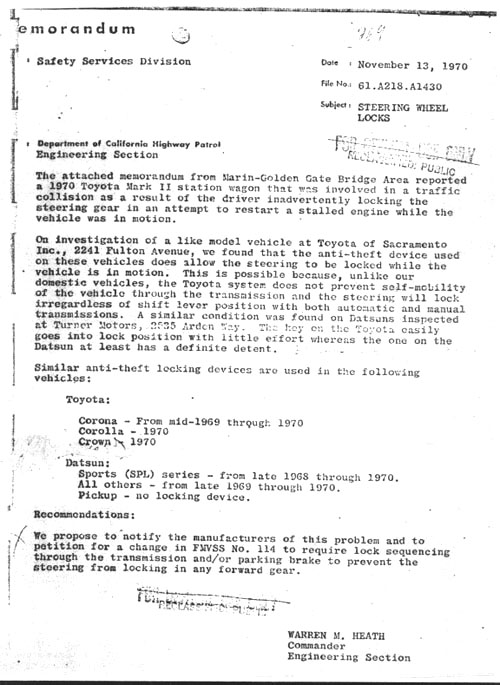 emorandum
Safety Services Division
Date : November 13, 1970
File No.: 61.A218.A1430
Subject: STEERING WHEEL
LOCKS
Department of California Highway Patrol
Engineering Section
PUBLIC
The attached memorandum from Marin-Golden Gate Bridge Area reported
a 1970 Toyota Mark II station wagon that was involved in a traffic
collision as a result of the driver inadvertently locking the
steering gear in an attempt to restart a stalled engine while the
vehicle was in motion.
On investigation of a like model vehicle at Toyota of Sacramento
Inc., 2241 Fulton Avenue, we found that the anti-theft device used
on these vehicles does allow the steering to be locked while the
vehicle is in motion. This is possible because, unlike our
domestic vehicles, the Toyota system does not prevent self-mobility
of the vehicle through the transmission and the steering will lock
irregardless of shift lever position with both automatic and manual
transmissions. A similar condition was found on Datsuns inspected
at Turner Motors, Arden Way. The key on the Toyota easily
goes into lock position with little effort whereas the one on the
Datsun at least has a definite detent.
Similar anti-theft locking devices are used in the following
vehicles:
Toyota:
Corona - From mid-1969 through 1970
Corolla - 1970
Crown - 1970
Datsun:
Sports (SPL) series - from late 1968 through 1970.
All others - from late 1969 through 1970.
Pickup - no locking device.
Recommendations:
We propose to notify the manufacturers of this problem and to
petition for a change in FMVSS No. 114 to require lock sequencing
through the transmission and/or parking brake to prevent the
steering from locking in any forward gear.
WARREN M. HEATH
Commander
Engineering Section